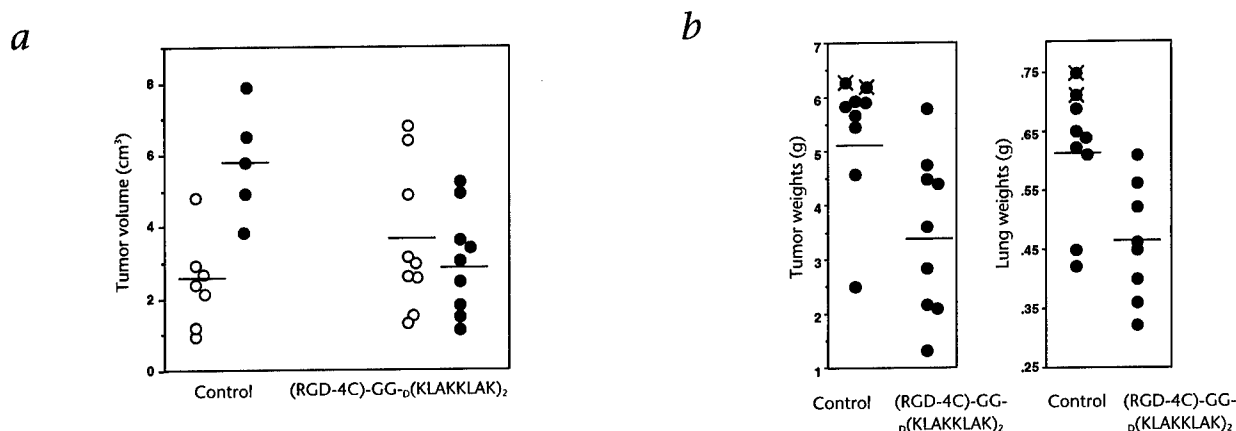 a
Tumor volume (cm³)
8
6
4
2
0
Control
(RGD-4C)-GG-D(KLAKKLAK)2
b
Tumor weights (g)
7
6
5
4
3
2
1
Control
(RGD-4C)-GG-
D(KLAKKLAK)2
Lung weights (g)
.75
.65
.55
.45
.35
.25
Control
(RGD-4C)-GG-
D(KLAKKLAK)2